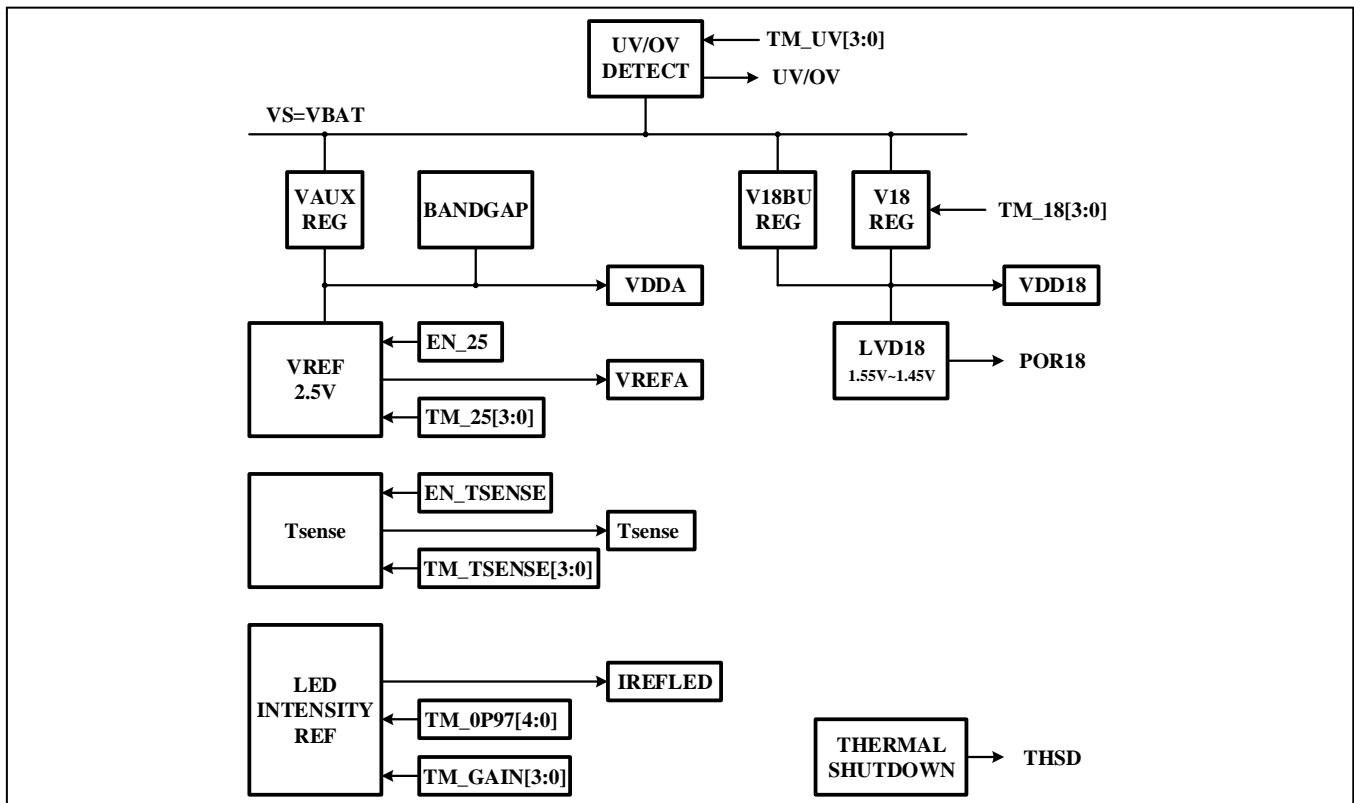 UV/OV
DETECT
TM_UV[3:0]
UV/OV
VS=VBAT
VAUX
REG
BANDGAP
V18BU
REG
V18
REG
TM_18[3:0]
VDDA
VDD18
VREF
2.5V
EN_25
VREFA
TM_25[3:0]
LVD18
1.55V~1.45V
POR18
Tsense
EN_TSENSE
Tsense
TM_TSENSE[3:0]
LED
INTENSITY
REF
IREFLED
TM_0P97[4:0]
TM_GAIN[3:0]
THERMAL
SHUTDOWN
THSD